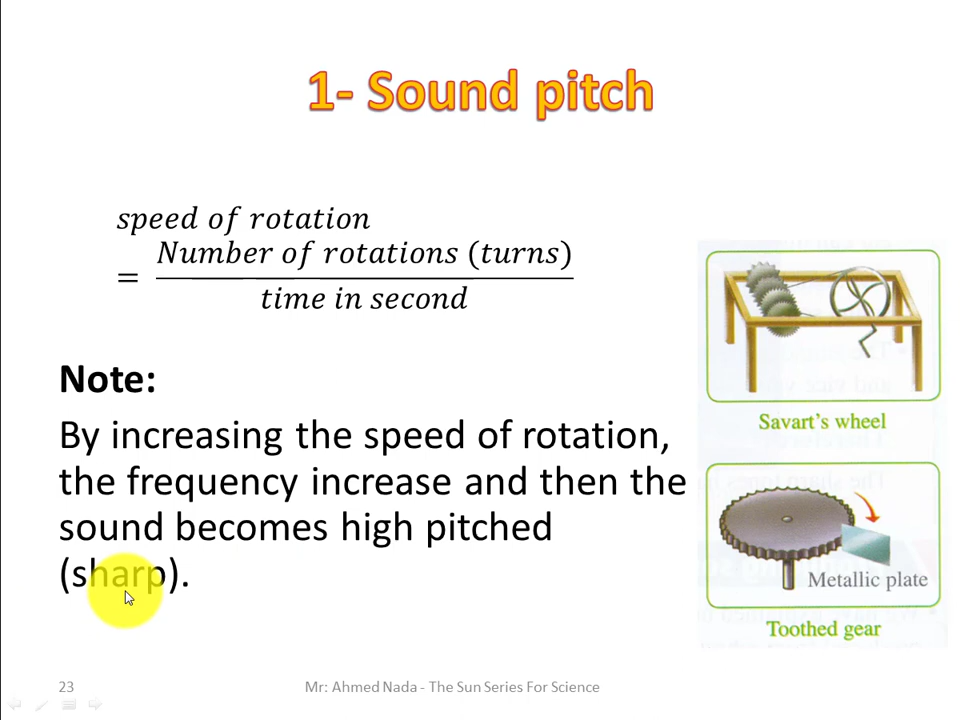 1- Sound pitch
speed of rotation
Number of rotations (turns)
=
time in second
Note:
By increasing the speed of rotation,
the frequency increase and then the
sound becomes high pitched
(sharp).
Savart's wheel
Metallic plate
Toothed gear
23
Mr: Ahmed Nada - The Sun Series For Science